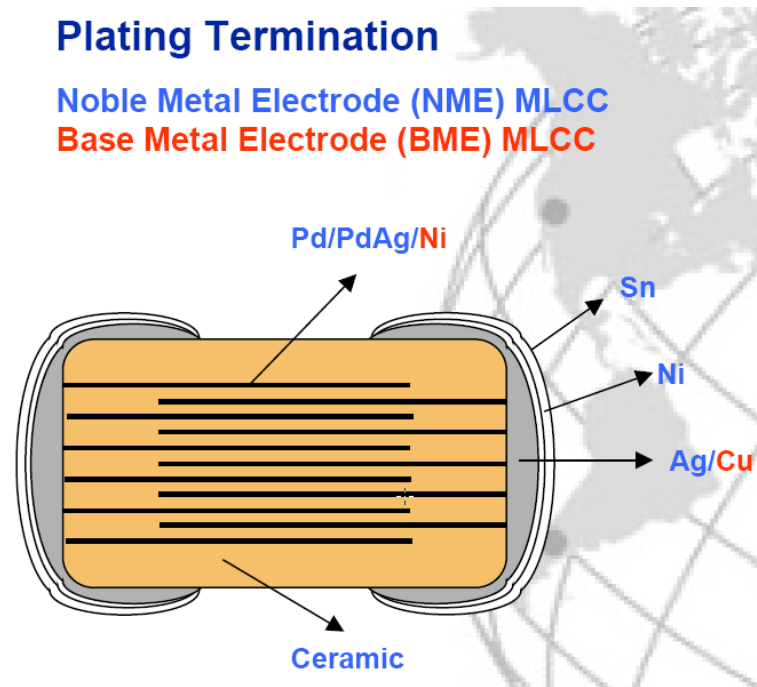 Plating Termination
Noble Metal Electrode (NME) MLCC
Base Metal Electrode (BME) MLCC
Pd/PdAg/Ni
Sn
Ni
Ag/Cu
Ceramic